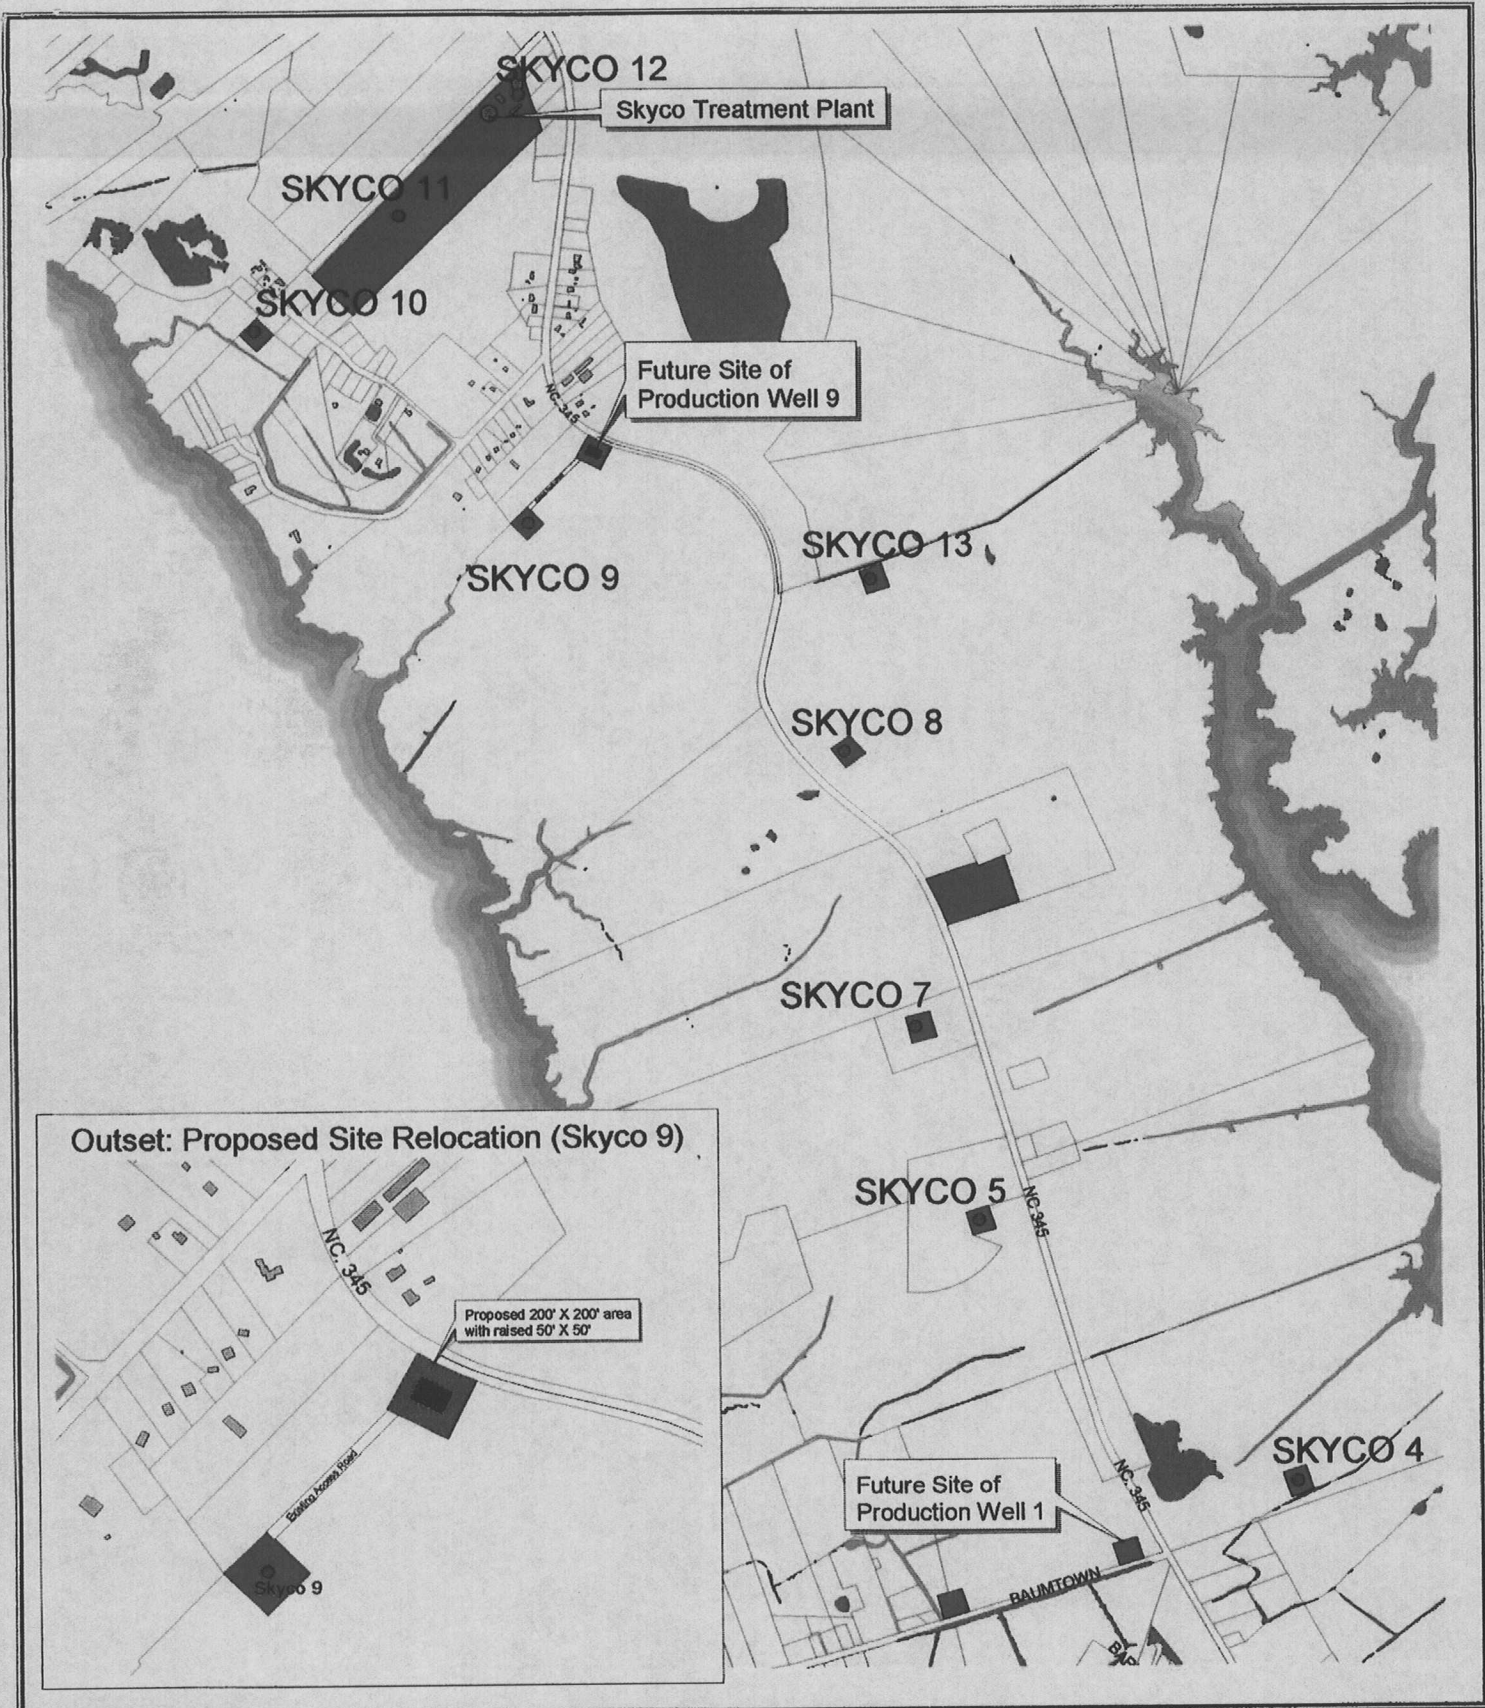 SKYCO 12
Skyco Treatment Plant
SKYCO 11
SKYCO 10
Future Site of
Production Well 9
NC. 345
SKYCO 13
SKYCO 9
SKYCO 8
SKYCO 7
Outset: Proposed Site Relocation (Skyco 9)
NC. 345
Proposed 200' X 200' area
with raised 50' X 50'
Existing Access Road
Skyco 9
SKYCO 5
NC 345
SKYCO 4
NC. 345
Future Site of
Production Well 1
BAUMTOWN